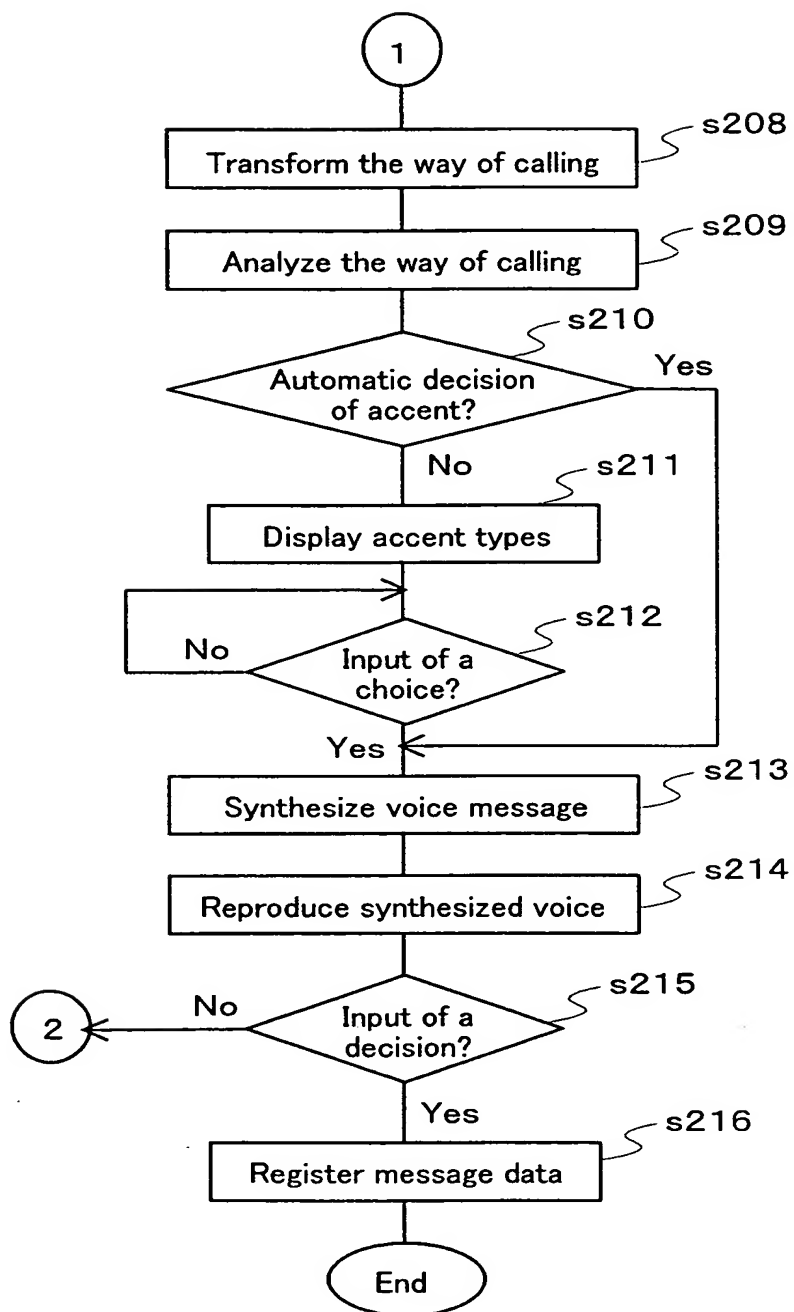 1
s208
Transform the way of calling
s209
Analyze the way of calling
s210
Automatic decision
of accent?
Yes
No
s211
Display accent types
s212
No
Input of a
choice?
Yes
s213
Synthesize voice message
s214
Reproduce synthesized voice
s215
No
2
Input of a
decision?
Yes
s216
Register message data
End